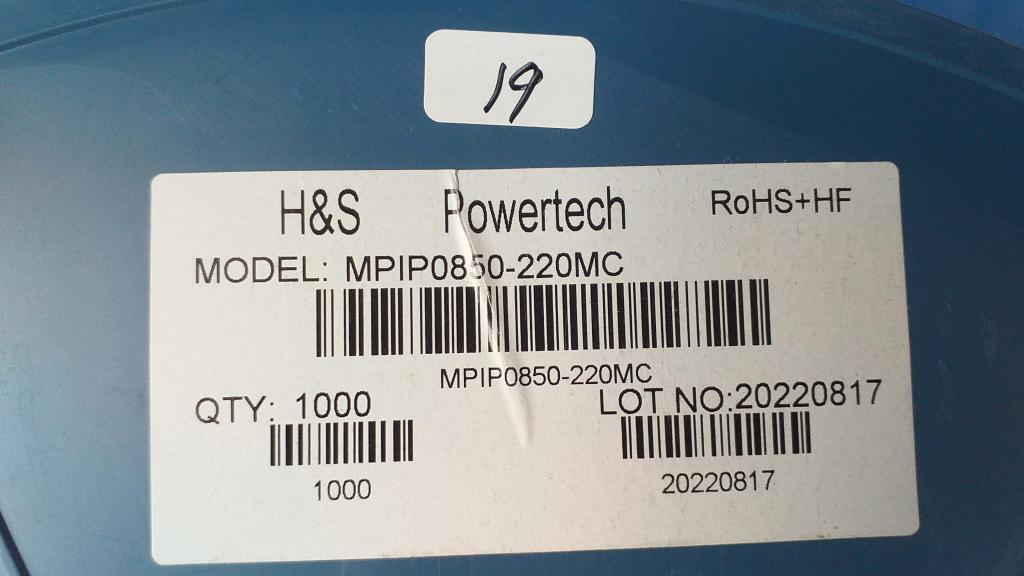 19
H&S Powertech RoHS+HF
MODEL: MPIP0850-220MC
MPIP0850-220MC
QTY: 1000 LOT NO:20220817
1000 20220817